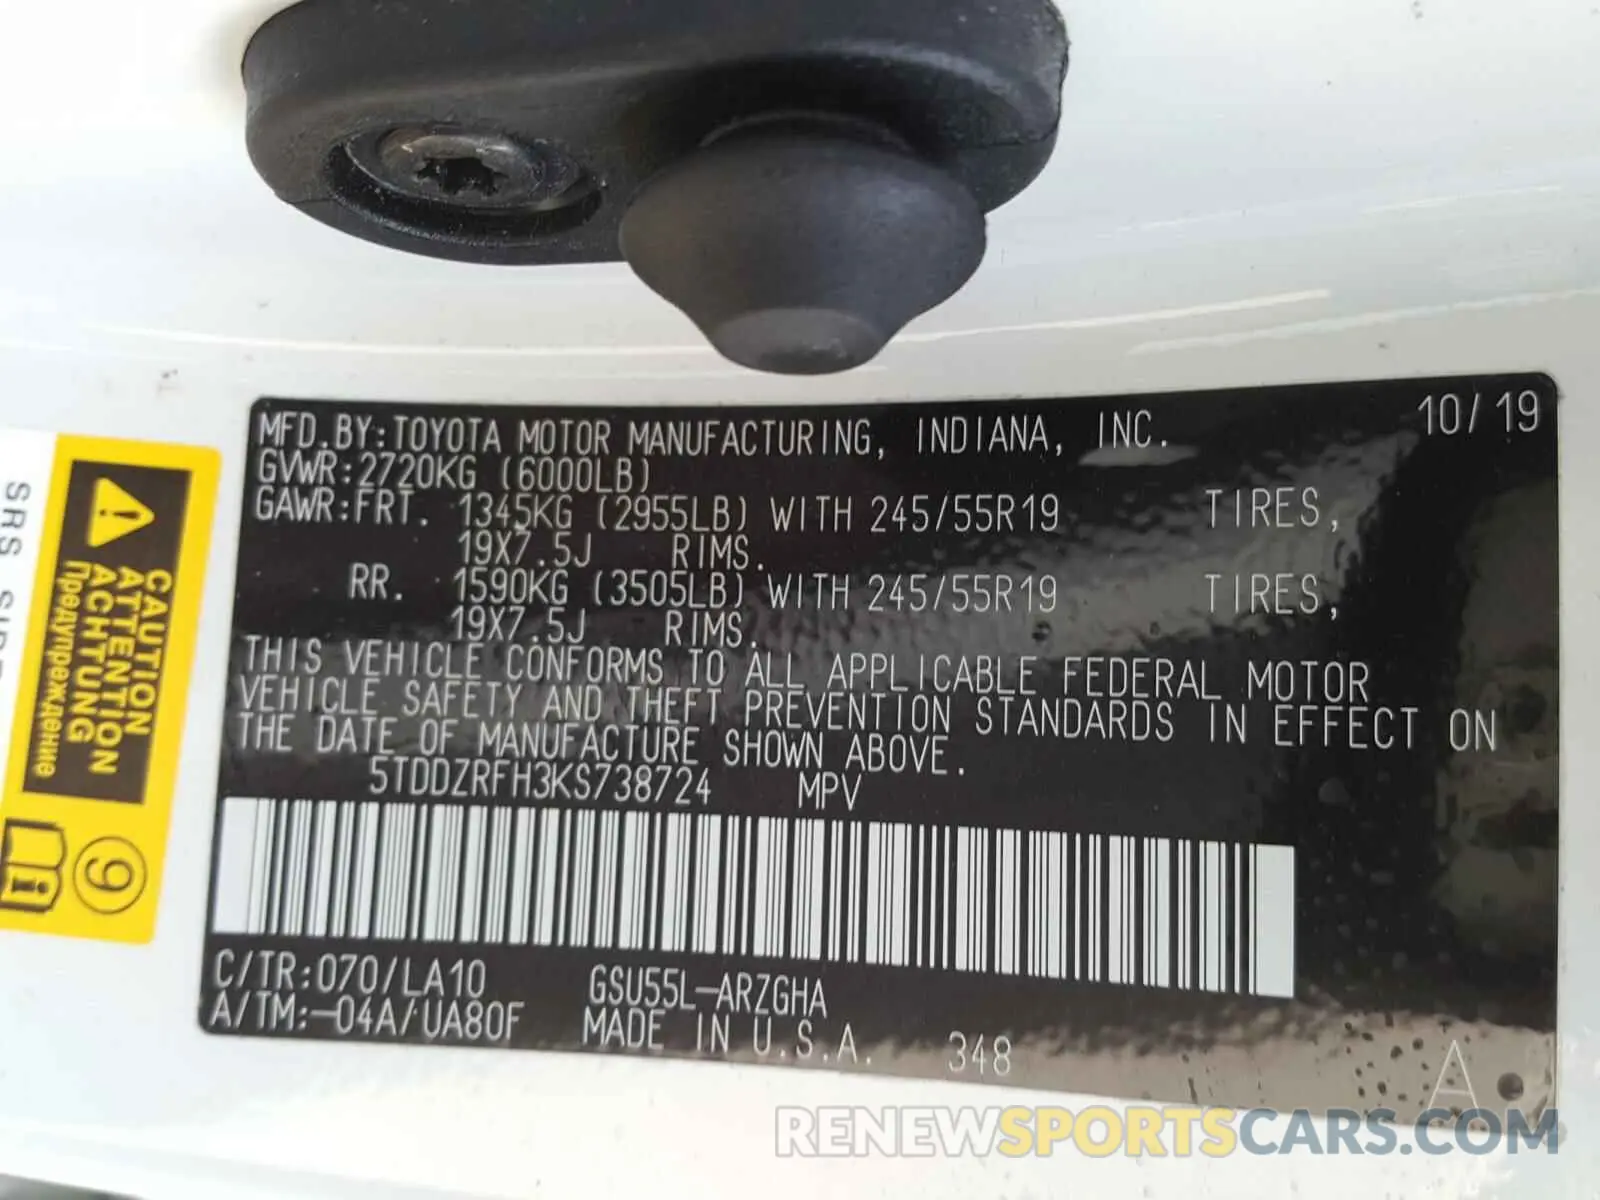 MFD.BY:TOYOTA MOTOR MANUFACTURING, INDIANA, INC. 10/19
GVWR:2720KG (6000LB)
GAWR:FRT. 1345KG (2955LB) WITH 245/55R19 TIRES,
19X7.5J RIMS.
RR. 1590KG (3505LB) WITH 245/55R19 TIRES,
19X7.5J RIMS.
THIS VEHICLE CONFORMS TO ALL APPLICABLE FEDERAL MOTOR
VEHICLE SAFETY AND THEFT PREVENTION STANDARDS IN EFFECT ON
THE DATE OF MANUFACTURE SHOWN ABOVE.
5TDDZRFH3KS738724 MPV
C/TR:070/LA10 GSU55L-ARZGHA
A/TM:-04A/UA80F MADE IN U.S.A. 348
A
CAUTION
ATTENTION
ACHTUNG
Предупреждение
SRS
RENEWSPORTSCARS.COM